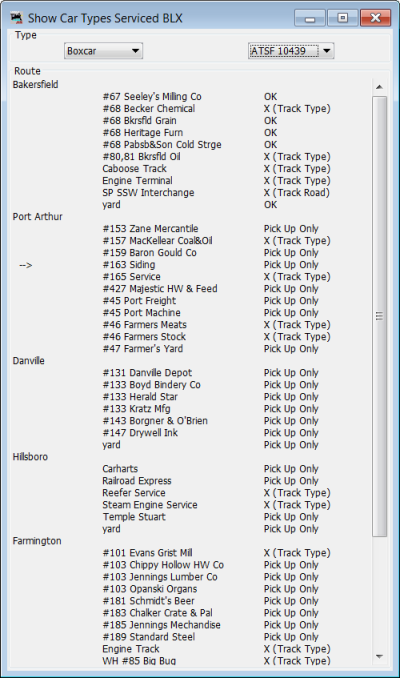 Show Car Types Serviced BLX
Type
Boxcar ATSF 10439
Route
Bakersfield
#67 Seeley's Milling Co OK
#68 Becker Chemical X (Track Type)
#68 Bkrsfld Grain OK
#68 Heritage Furn OK
#68 Pabsb&Son Cold Strge OK
#80,81 Bkrsfld Oil X (Track Type)
Caboose Track X (Track Type)
Engine Terminal X (Track Type)
SP SSW Interchange X (Track Road)
yard OK
Port Arthur
#153 Zane Mercantile Pick Up Only
#157 MacKellear Coal&Oil X (Track Type)
#159 Baron Gould Co Pick Up Only
--> #163 Siding Pick Up Only
#165 Service X (Track Type)
#427 Majestic HW & Feed Pick Up Only
#45 Port Freight Pick Up Only
#45 Port Machine Pick Up Only
#46 Farmers Meats X (Track Type)
#46 Farmers Stock X (Track Type)
#47 Farmer's Yard Pick Up Only
Danville
#131 Danville Depot Pick Up Only
#133 Boyd Bindery Co Pick Up Only
#133 Herald Star Pick Up Only
#133 Kratz Mfg Pick Up Only
#143 Borgner & O'Brien Pick Up Only
#147 Drywell Ink Pick Up Only
yard Pick Up Only
Hillsboro
Carharts Pick Up Only
Railroad Express Pick Up Only
Reefer Service X (Track Type)
Steam Engine Service X (Track Type)
Temple Stuart Pick Up Only
yard Pick Up Only
Farmington
#101 Evans Grist Mill X (Track Type)
#103 Chippy Hollow HW Co Pick Up Only
#103 Jennings Lumber Co Pick Up Only
#103 Opanski Organs Pick Up Only
#181 Schmidt's Beer Pick Up Only
#183 Chalker Crate & Pal Pick Up Only
#185 Jennings Mechandise Pick Up Only
#189 Standard Steel Pick Up Only
Engine Track X (Track Type)
WH #85 Big Bug X (Track Type)